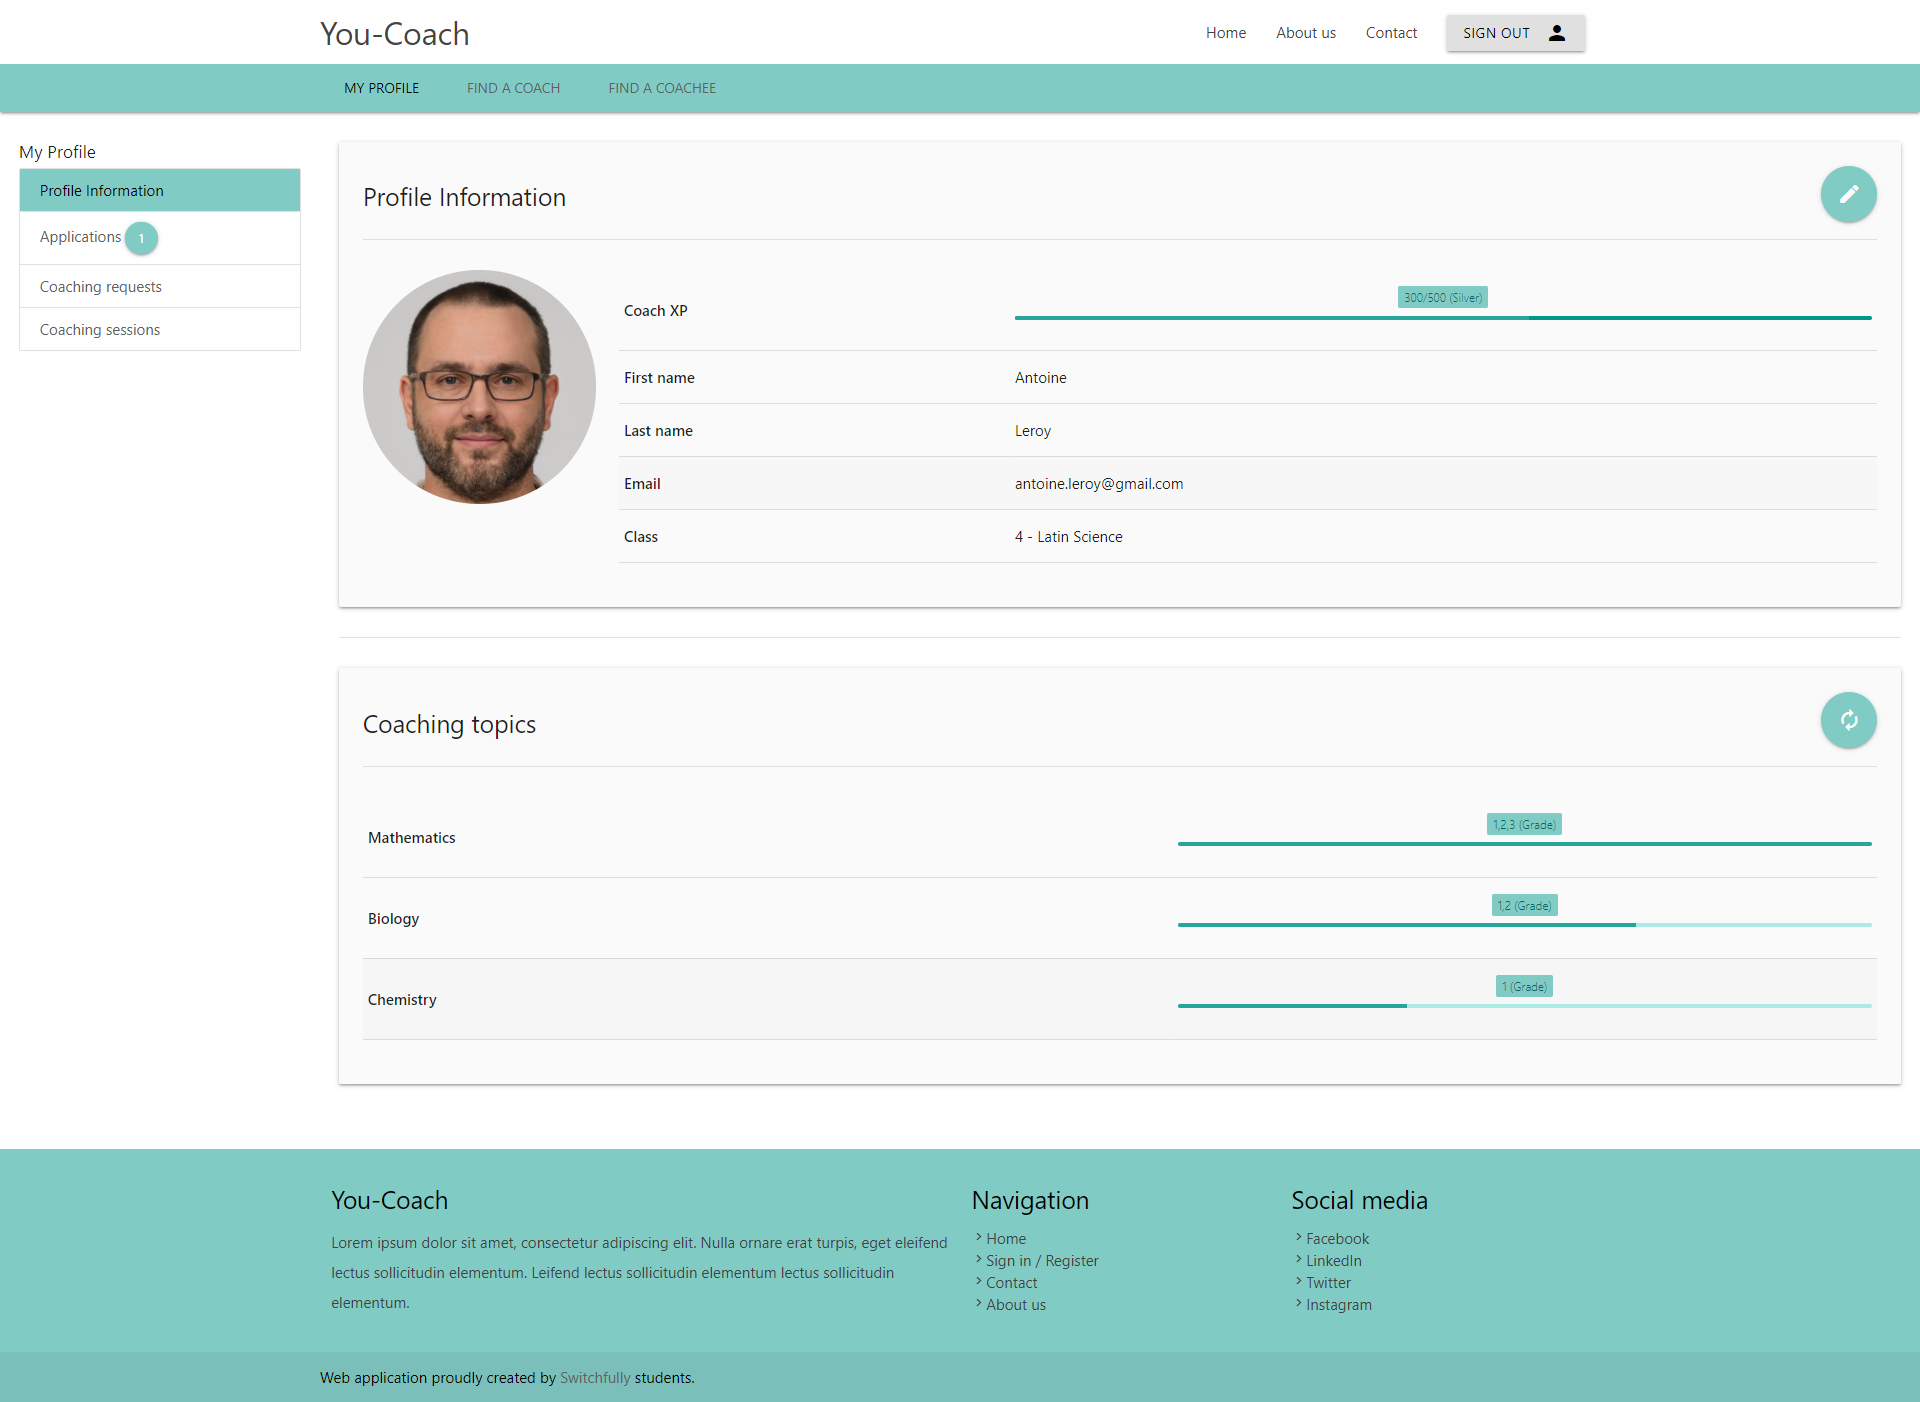 You-Coach
Home
About us
Contact
SIGN OUT
MY PROFILE
FIND A COACH
FIND A COACHEE
My Profile
Profile Information
Applications 1
Coaching requests
Coaching sessions
Profile Information
Coach XP
300/500 (Silver)
First name
Antoine
Last name
Leroy
Email
antoine.leroy@gmail.com
Class
4 - Latin Science
Coaching topics
Mathematics
1,2,3 (Grade)
Biology
1,2 (Grade)
Chemistry
1 (Grade)
You-Coach
Lorem ipsum dolor sit amet, consectetur adipiscing elit. Nulla ornare erat turpis, eget eleifend
lectus sollicitudin elementum. Leifend lectus sollicitudin elementum lectus sollicitudin
elementum.
Navigation
Home
Sign in / Register
Contact
About us
Social media
Facebook
LinkedIn
Twitter
Instagram
Web application proudly created by Switchfully students.